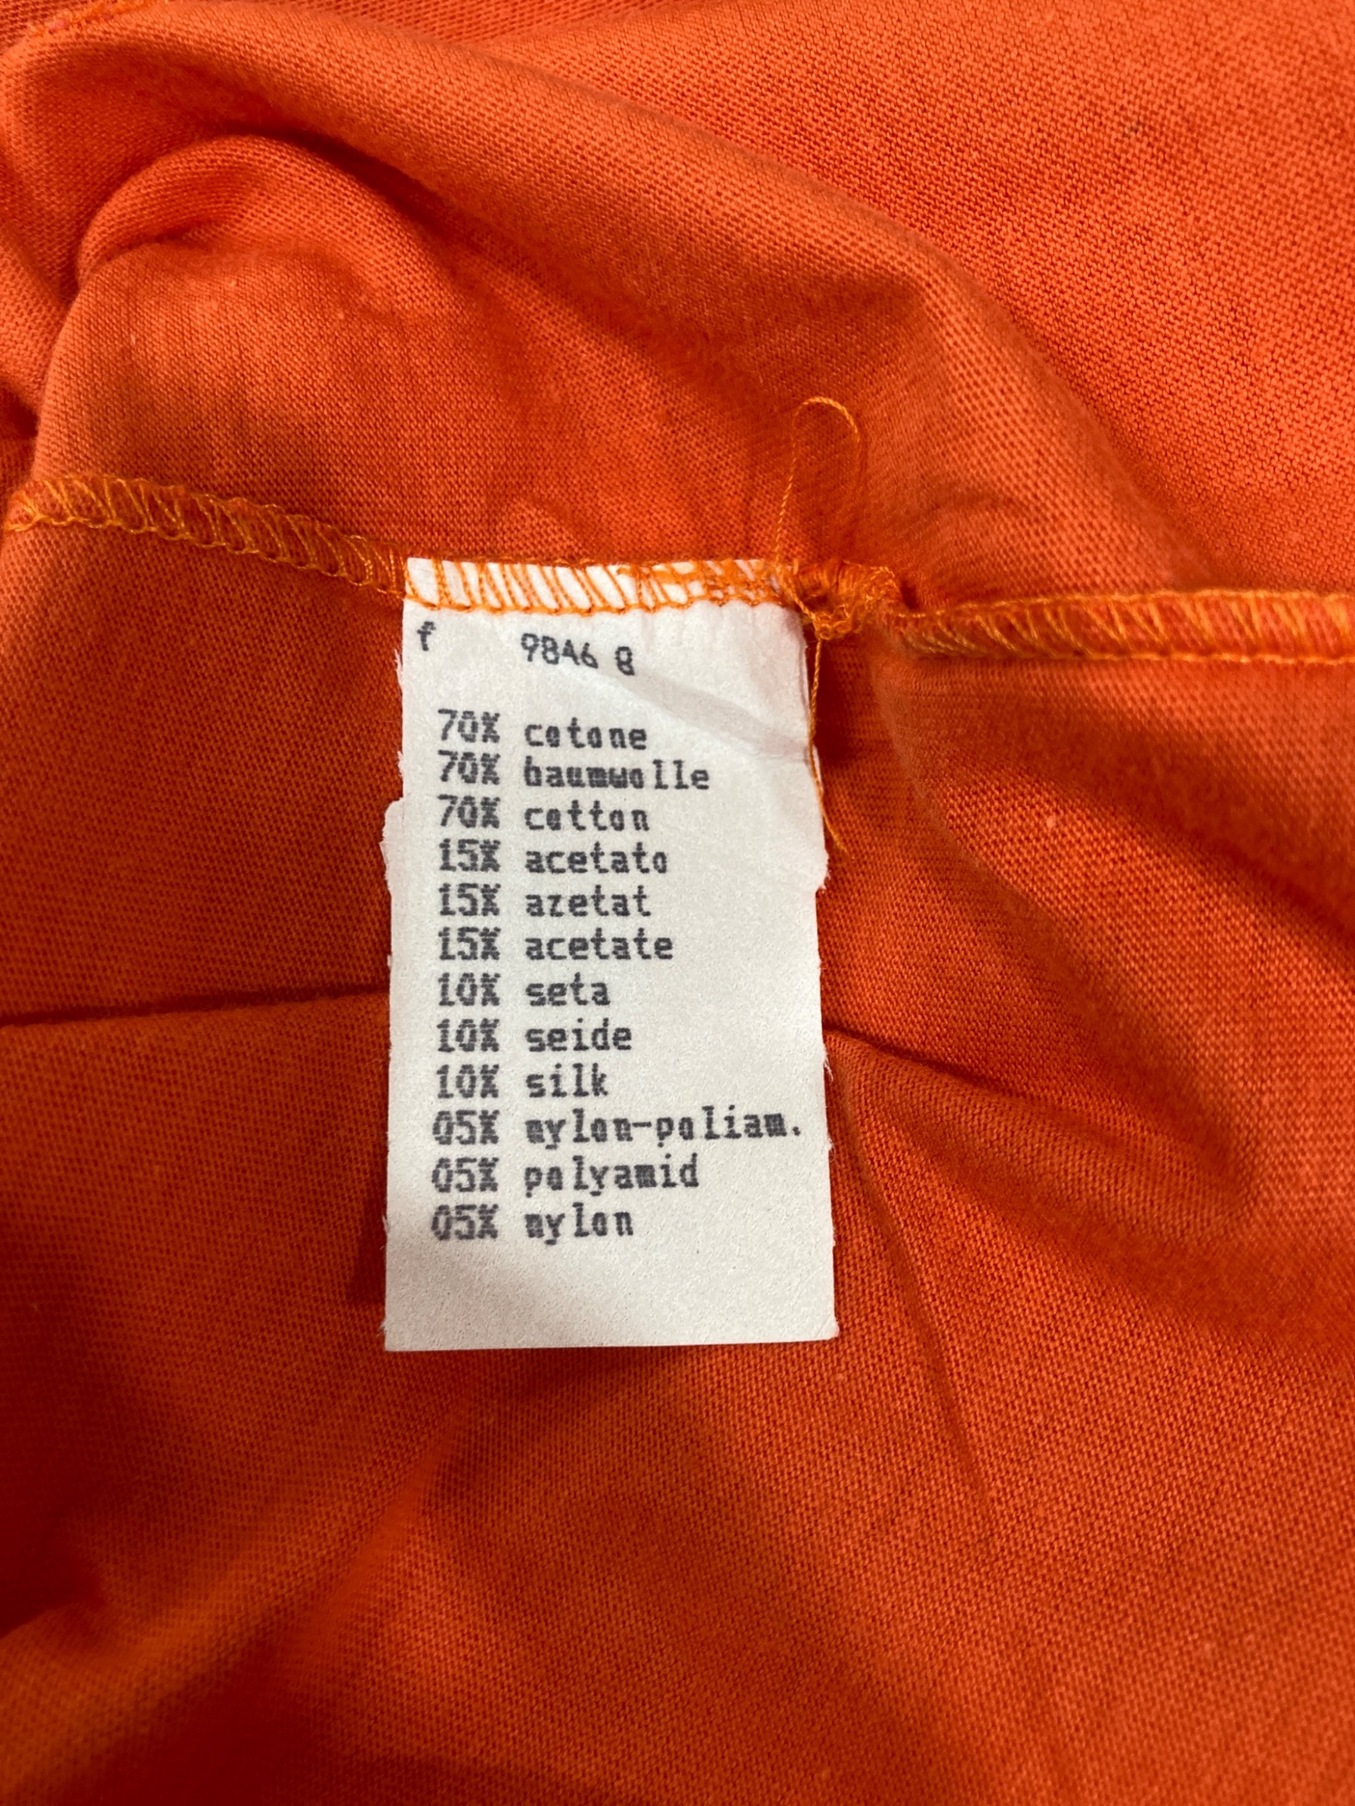 f 9846 8
70% cotone
70% baumwolle
70% cotton
15% acetato
15% azetat
15% acetate
10% seta
10% seide
10% silk
05% nylon-poliam.
05% polyamid
05% nylon